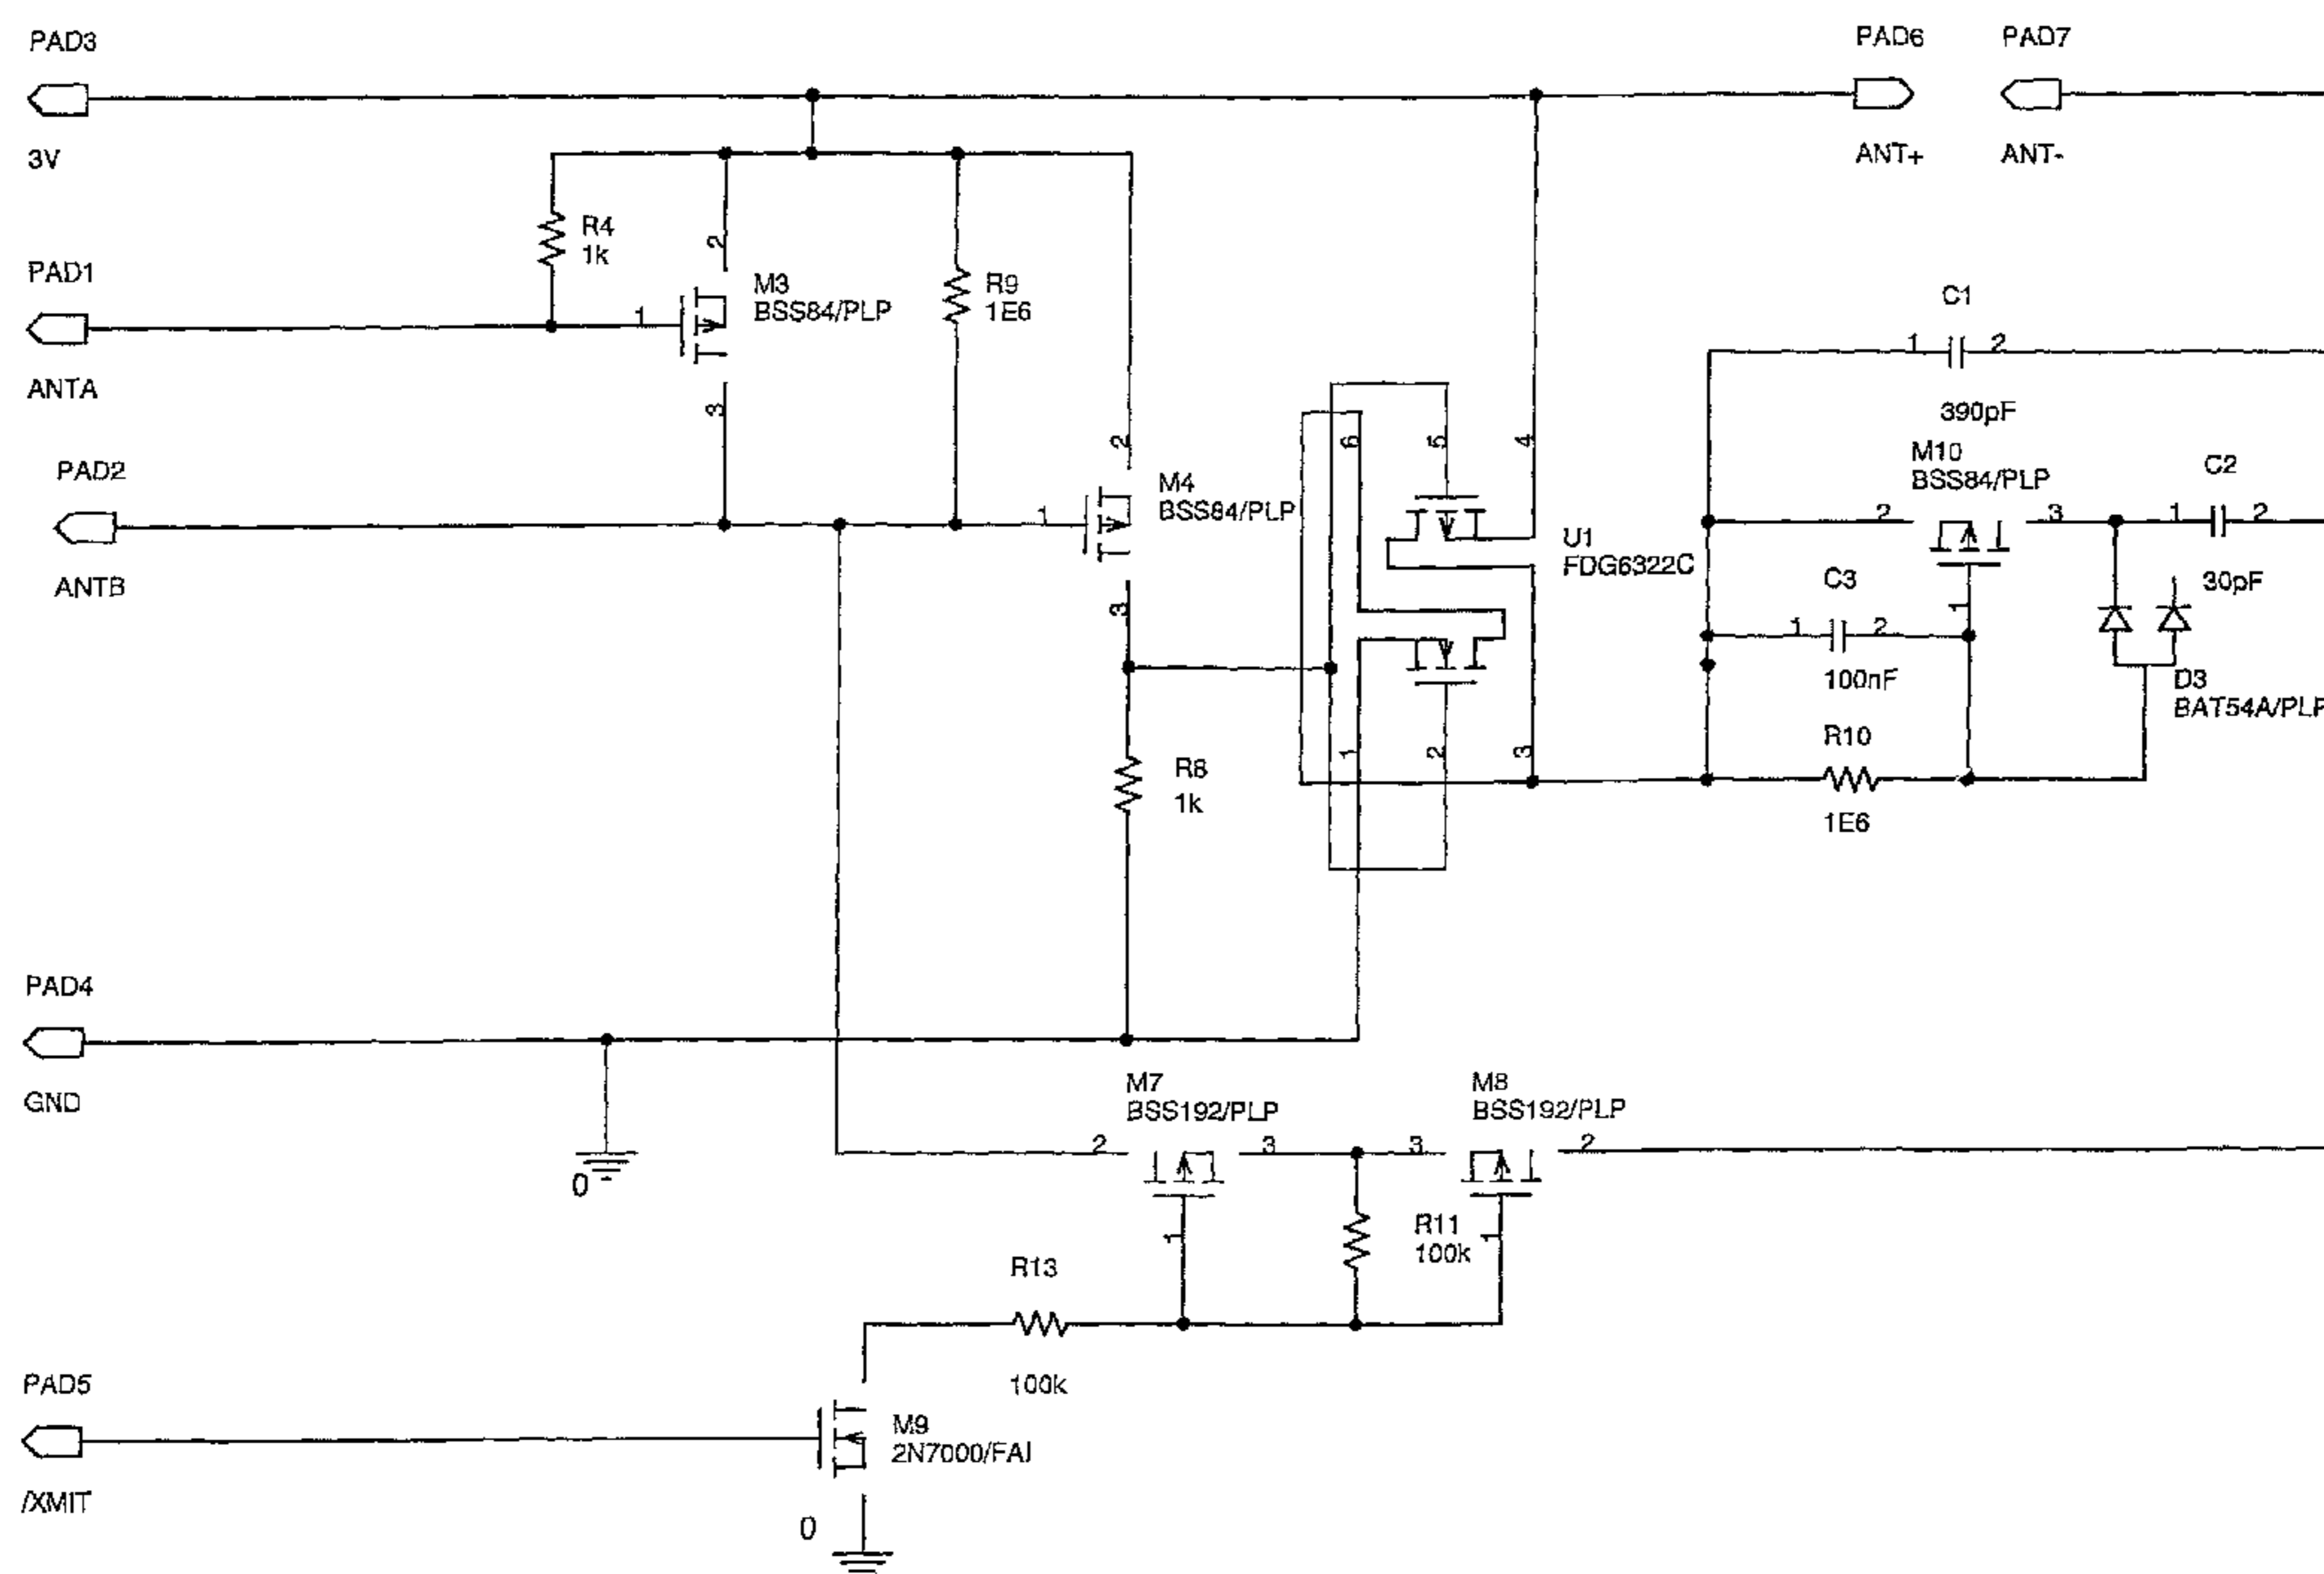 PAD3
3V
PAD6
ANT+
PAD7
ANT-
R4
1k
2
M3
BSS84/PLP
R9
1E6
PAD1
1
ANTA
3
PAD2
1
ANTB
2
M4
BSS84/PLP
3
6
5
4
U1
FDG6322C
1
2
3
R8
1k
C1
1
2
390pF
M10
BSS84/PLP
2
3
1
C2
1
2
30pF
C3
1
2
100nF
D3
BAT54A/PLP
R10
1E6
PAD4
GND
0
M7
BSS192/PLP
2
3
1
M8
BSS192/PLP
3
2
1
R11
100k
R13
100k
PAD5
/XMIT
M9
2N7000/FAI
0